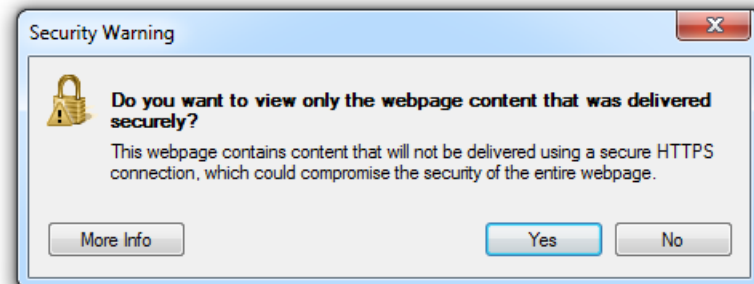 Security Warning
Do you want to view only the webpage content that was delivered
securely?
This webpage contains content that will not be delivered using a secure HTTPS
connection, which could compromise the security of the entire webpage.
More Info
Yes
No